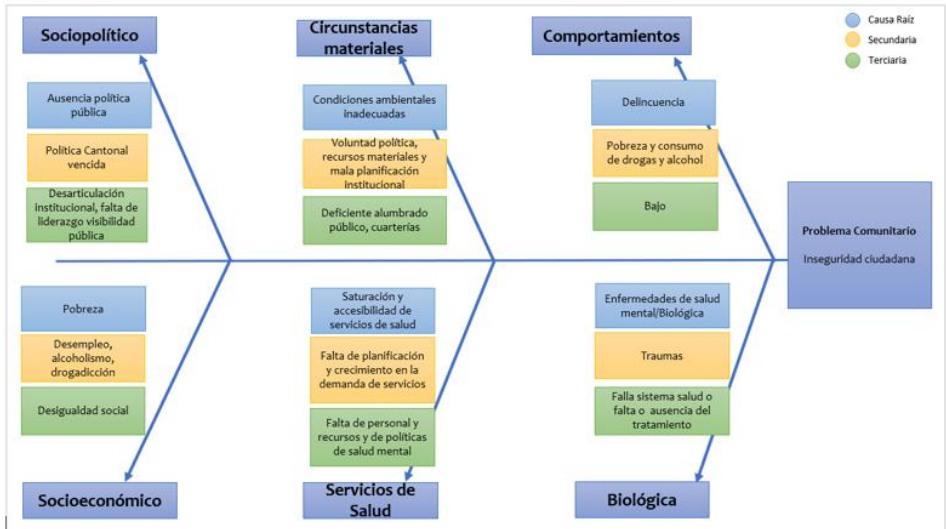 Sociopolítico
Circunstancias
materiales
Comportamientos
Causa Raíz
Secundaria
Terciaria
Ausencia política
pública
Política Cantonal
vencida
Desarticulación
institucional, falta de
liderazgo visibilidad
pública
Condiciones ambientales
inadecuadas
Voluntad política,
recursos materiales y
mala planificación
institucional
Deficiente alumbrado
público, cuarterías
Delincuencia
Pobreza y consumo
de drogas y alcohol
Bajo
Problema Comunitario
Inseguridad ciudadana
Pobreza
Desempleo,
alcoholismo,
drogadicción
Desigualdad social
Saturación y
accesibilidad de
servicios de salud
Falta de planificación
y crecimiento en la
demanda de servicios
Falta de personal y
recursos y de políticas
de salud mental
Enfermedades de salud
mental/Biológica
Traumas
Falla sistema salud o
falta o ausencia del
tratamiento
Socioeconómico
Servicios de
Salud
Biológica